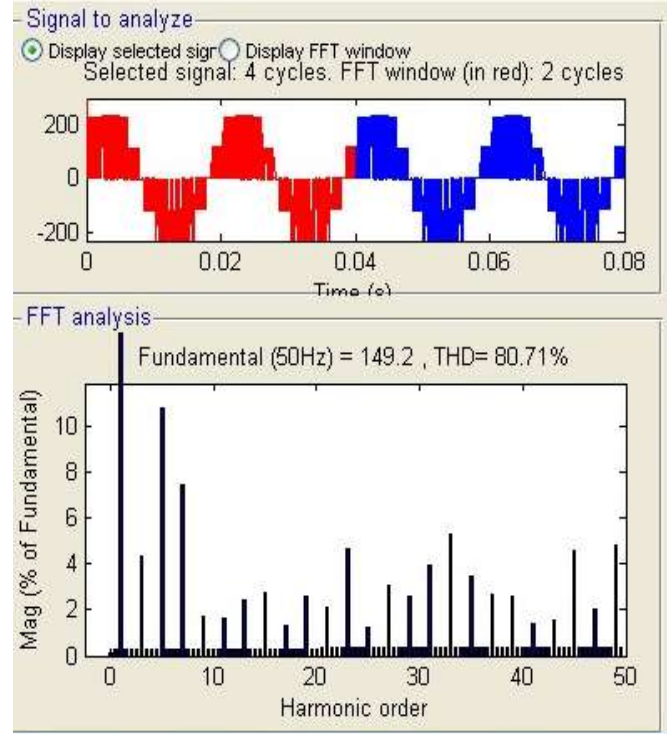 Signal to analyze
Display selected sigr Display FFT window
Selected signal: 4 cycles. FFT window (in red): 2 cycles
200
0
-200
0 0.02 0.04 0.06 0.08
Time (s)
FFT analysis
Fundamental (50Hz) = 149.2 , THD= 80.71%
Mag (% of Fundamental)
10
8
6
4
2
0
0 10 20 30 40 50
Harmonic order